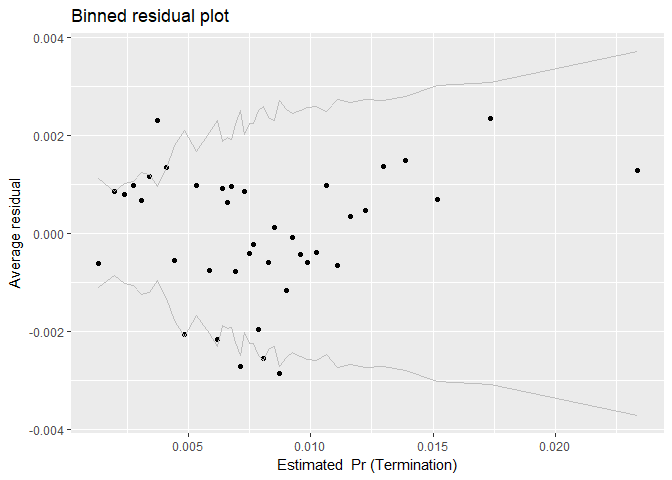 Binned residual plot
0.004
0.002
0.000
-0.002
-0.004
Average residual
0.005 0.010 0.015 0.020
Estimated  Pr (Termination)